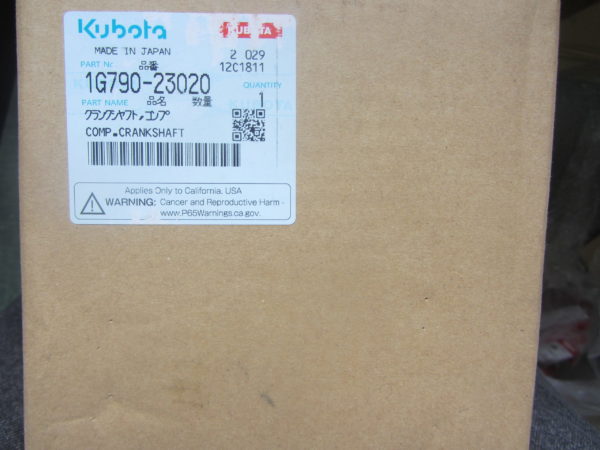 Kubota KUBOTA
MADE IN JAPAN 2 029
PART No. 品番 12C1811
1G790-23020 QUANTITY
PART NAME 品名 数量 1
クランクシャフト,コンプ
COMP.CRANKSHAFT
Applies Only to California, USA
WARNING: Cancer and Reproductive Harm -
www.P65Warnings.ca.gov.